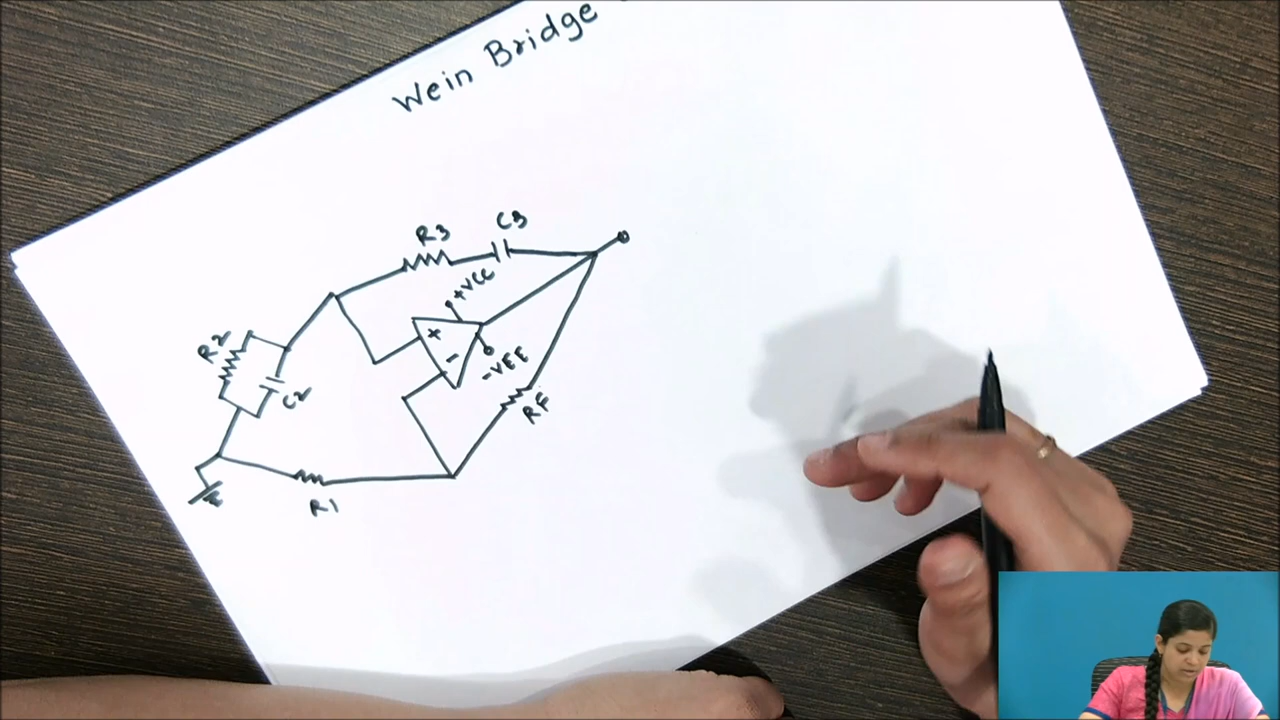 Wein Bridge
R3
C3
+VCC
+
R2
C2
-
-VEE
RF
R1